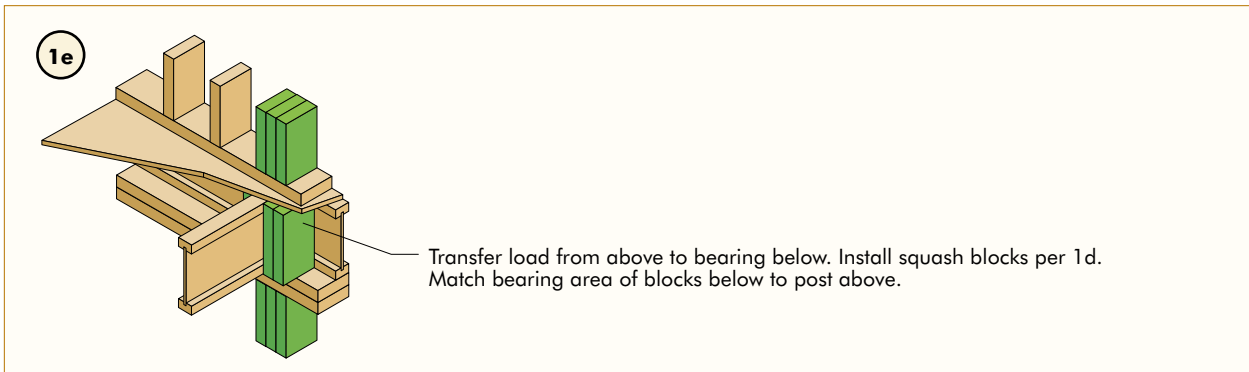 1e
Transfer load from above to bearing below. Install squash blocks per 1d.
Match bearing area of blocks below to post above.